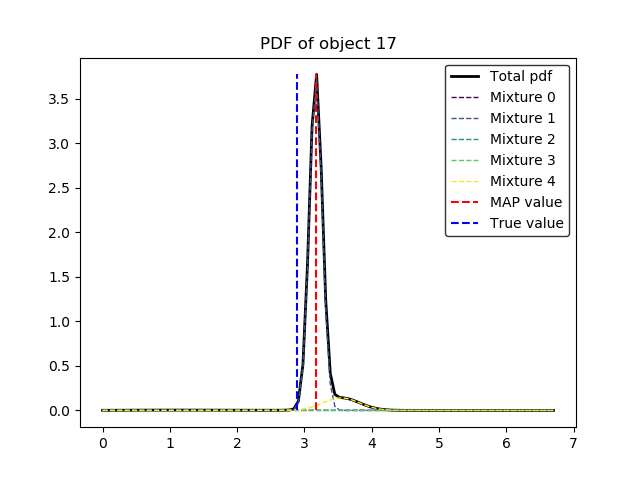 PDF of object 17
Total pdf
Mixture 0
Mixture 1
Mixture 2
Mixture 3
Mixture 4
MAP value
True value
3.5
3.0
2.5
2.0
1.5
1.0
0.5
0.0
0 1 2 3 4 5 6 7